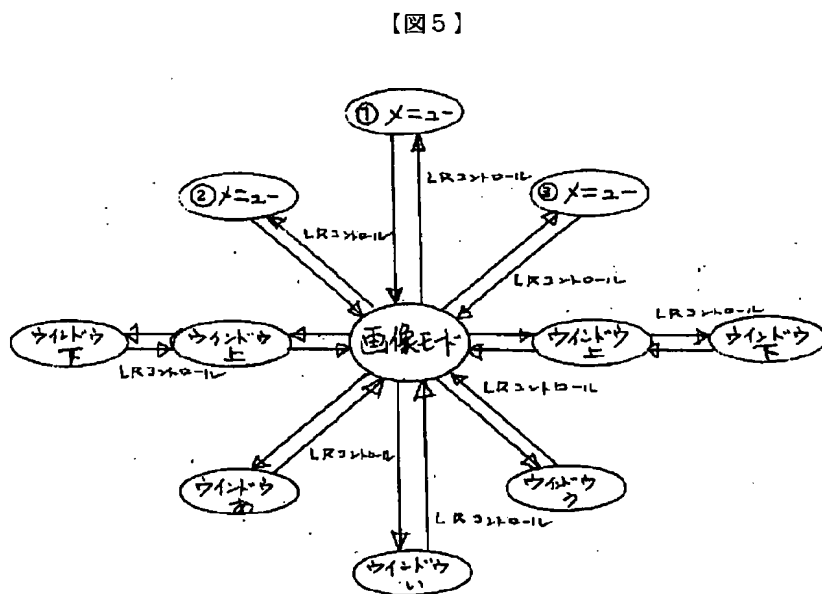 【図5】
① メニュー
LRコントロール
② メニュー
③ メニュー
LRコントロール
LRコントロール
ウインドウ
下
ウインドウ
上
画像モード
ウインドウ
上
ウインドウ
下
LRコントロール
LRコントロール
LRコントロール
LRコントロール
ウインドウ
あ
ウインドウ
う
LRコントロール
ウインドウ
い